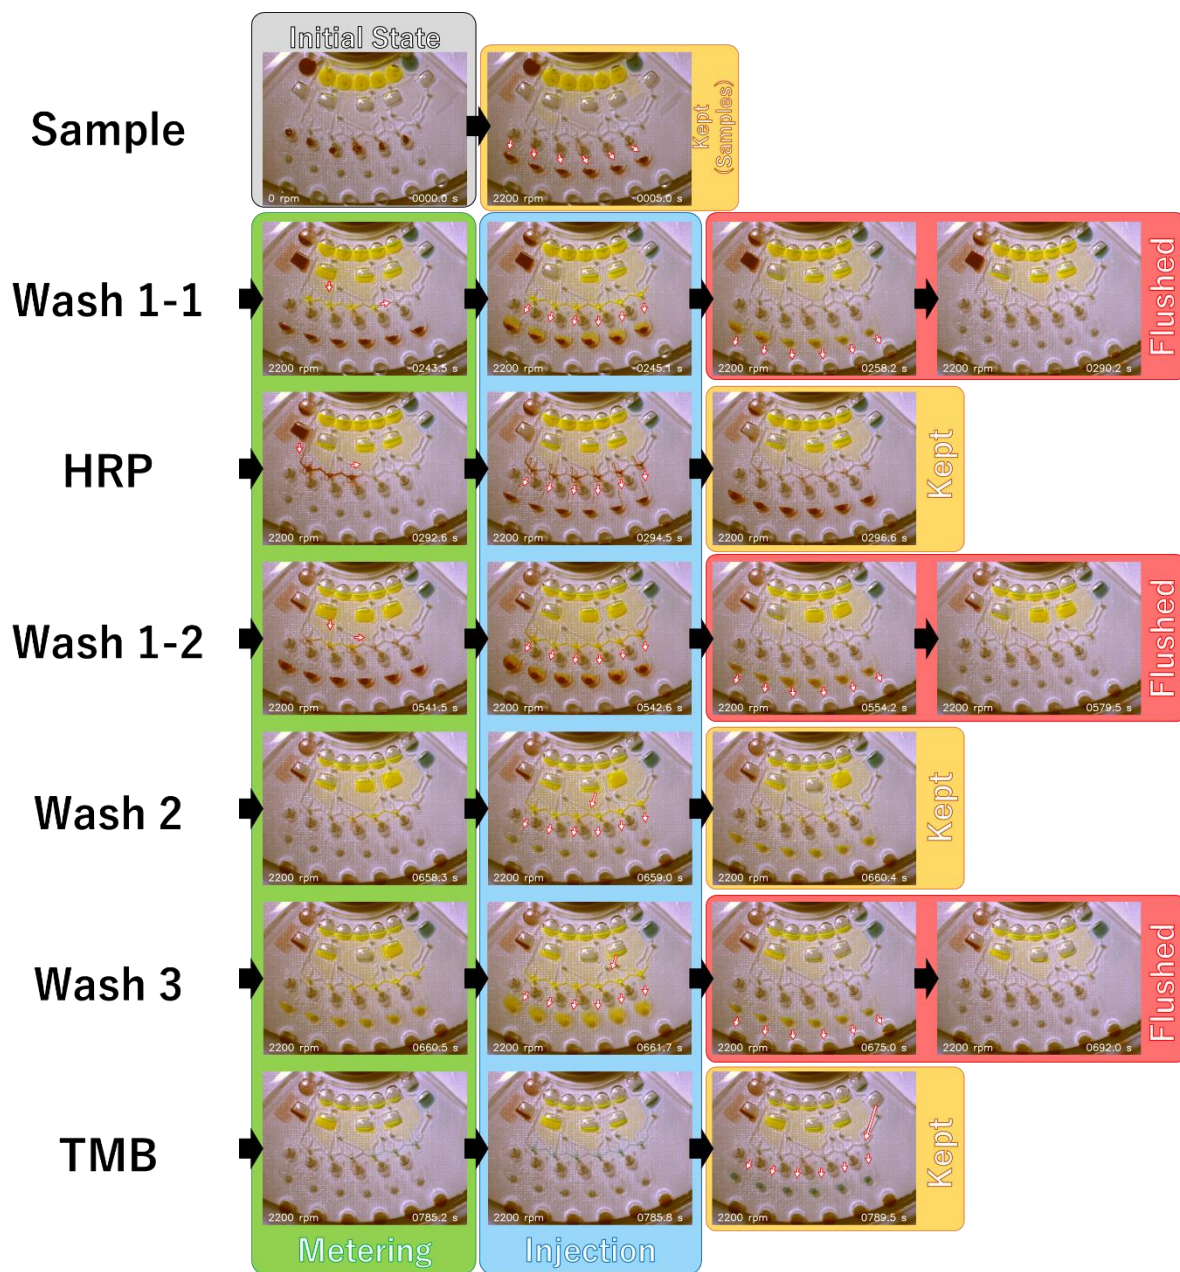 Initial State
Sample
0 rpm
0000.0 s
2200 rpm
0005.0 s
Kept
(Samples)
Wash 1-1
2200 rpm
0243.5 s
2200 rpm
0245.1 s
2200 rpm
0258.2 s
2200 rpm
0290.2 s
Flushed
HRP
2200 rpm
0292.6 s
2200 rpm
0294.5 s
2200 rpm
0296.6 s
Kept
Wash 1-2
2200 rpm
0541.5 s
2200 rpm
0542.6 s
2200 rpm
0554.2 s
2200 rpm
0579.5 s
Flushed
Wash 2
2200 rpm
0658.3 s
2200 rpm
0659.0 s
2200 rpm
0660.4 s
Kept
Wash 3
2200 rpm
0660.5 s
2200 rpm
0661.7 s
2200 rpm
0675.0 s
2200 rpm
0692.0 s
Flushed
TMB
2200 rpm
0785.2 s
2200 rpm
0785.8 s
2200 rpm
0789.5 s
Kept
Metering
Injection